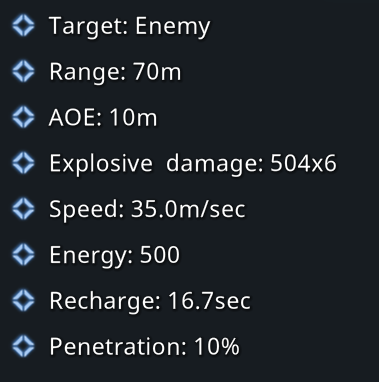 Target: Enemy
Range: 70m
AOE: 10m
Explosive  damage: 504x6
Speed: 35.0m/sec
Energy: 500
Recharge: 16.7sec
Penetration: 10%